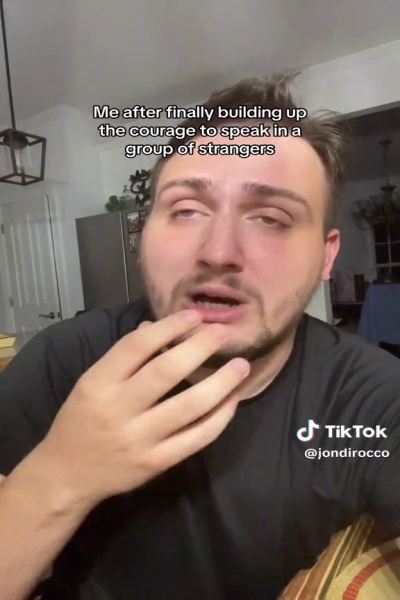 Me after finally building up
the courage to speak in a
group of strangers
TikTok
@jondirocco